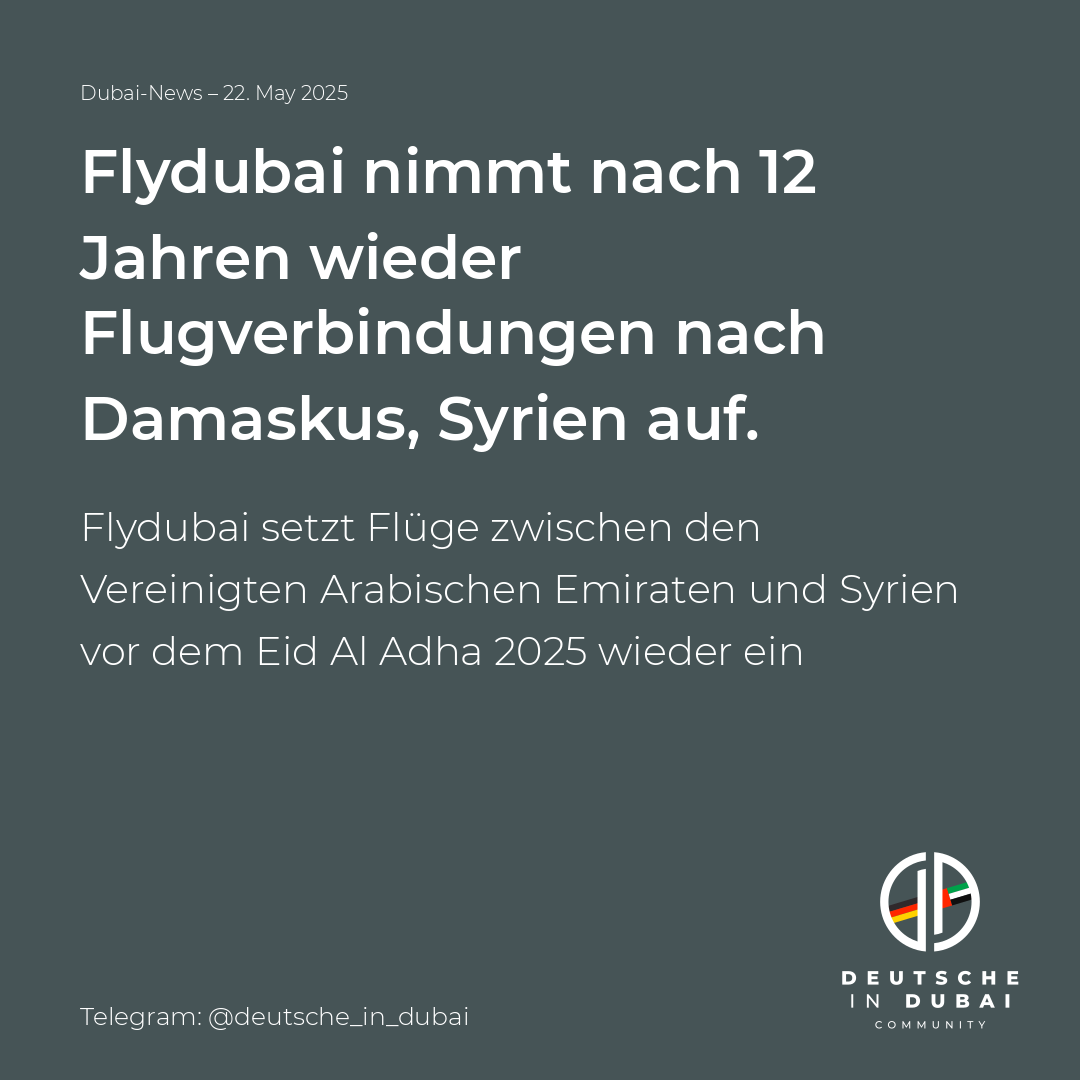 Dubai-News – 22. May 2025
Flydubai nimmt nach 12
Jahren wieder
Flugverbindungen nach
Damaskus, Syrien auf.
Flydubai setzt Flüge zwischen den
Vereinigten Arabischen Emiraten und Syrien
vor dem Eid Al Adha 2025 wieder ein
DEUTSCHE
IN DUBAI
COMMUNITY
Telegram: @deutsche_in_dubai